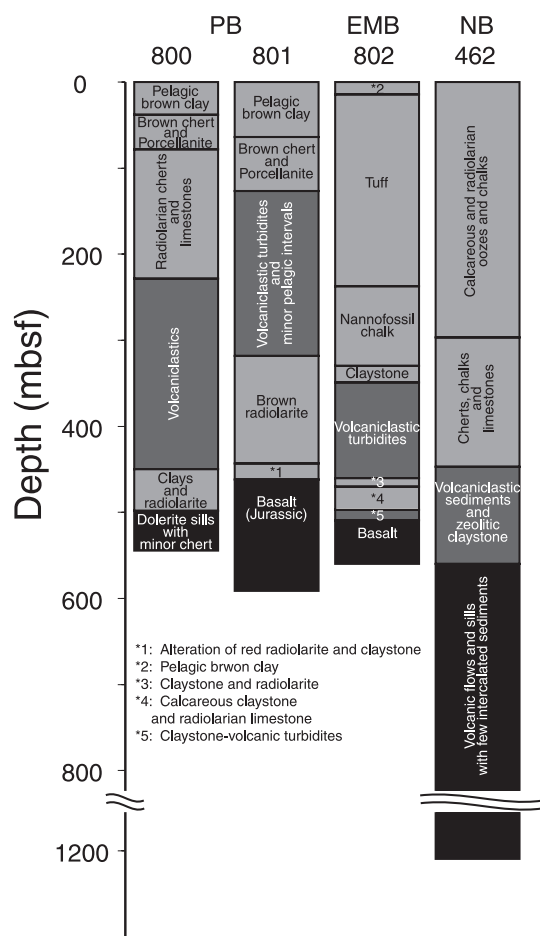 PB EMB NB
800 801 802 462
Depth (mbsf)
0
200
400
600
800
1200
Pelagic
brown clay
Brown chert
and
Porcellanite
Radiolarian cherts
and
limestones
Volcaniclastics
Clays
and
radiolarite
Dolerite sills
with
minor chert
Pelagic
brown clay
Brown chert
and
Porcellanite
Volcaniclastic turbidites
and
minor pelagic intervals
Brown
radiolarite
*1
Basalt
(Jurassic)
*2
Tuff
Nannofossil
chalk
Claystone
Volcaniclastic
turbidites
*3
*4
*5
Basalt
Calcareous and radiolarian
oozes and chalks
Cherts, chalks
and
limestones
Volcaniclastic
sediments
and
zeolitic
claystone
Volcanic flows and sills
with few intercalated sediments
*1: Alteration of red radiolarite and claystone
*2: Pelagic brwon clay
*3: Claystone and radiolarite
*4: Calcareous claystone
and radiolarian limestone
*5: Claystone-volcanic turbidites